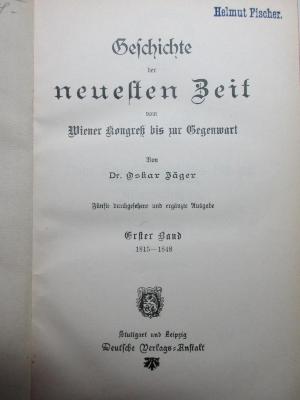 Helmut Fischer.
Geschichte
der
neuesten Zeit
vom
Wiener Kongreß bis zur Gegenwart
Von
Dr. Oskar Jäger
Fünfte durchgesehene und ergänzte Ausgabe
Erster Band
1815—1848
Stuttgart und Leipzig
Deutsche Verlags-Anstalt